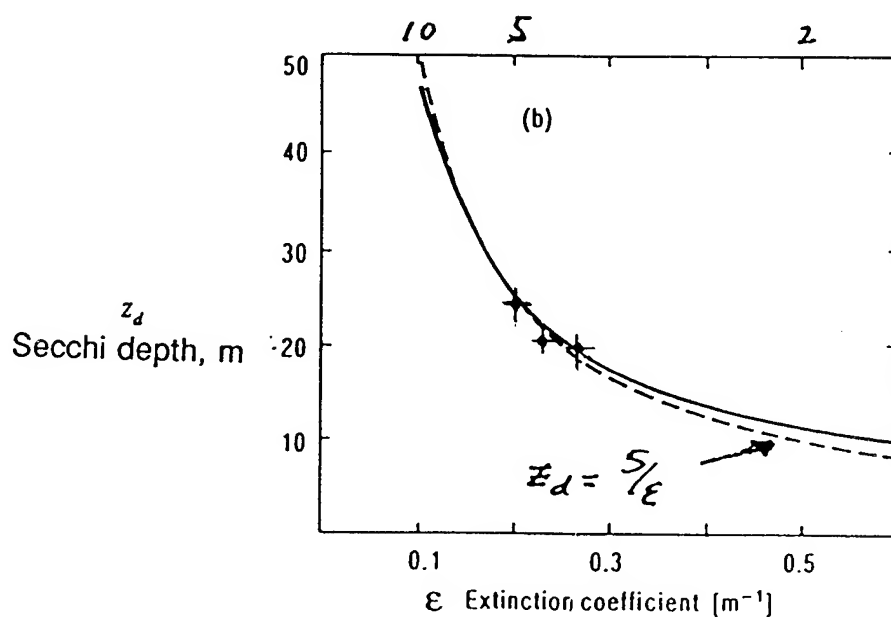 10 5 2
50
(b)
40
30
z_d
Secchi depth, m
20
10
z_d = 5/ε
0.1 0.3 0.5
ε Extinction coefficient [m⁻¹]